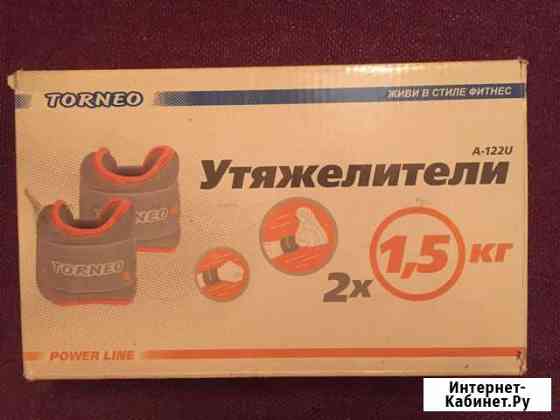 TORNEO
ЖИВИ В СТИЛЕ ФИТНЕС
A-122U
Утяжелители
TORNEO
2x 1,5 кг
POWER LINE
Интернет-
Кабинет.Ру